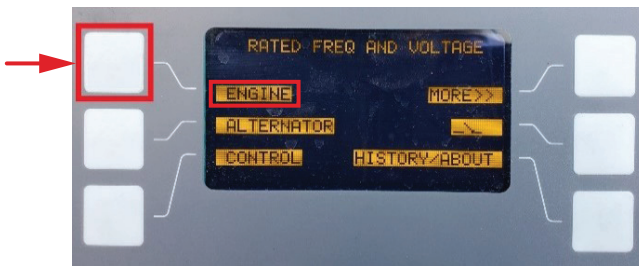 RATED FREQ AND VOLTAGE
ENGINE MORE>>
ALTERNATOR
CONTROL HISTORY/ABOUT